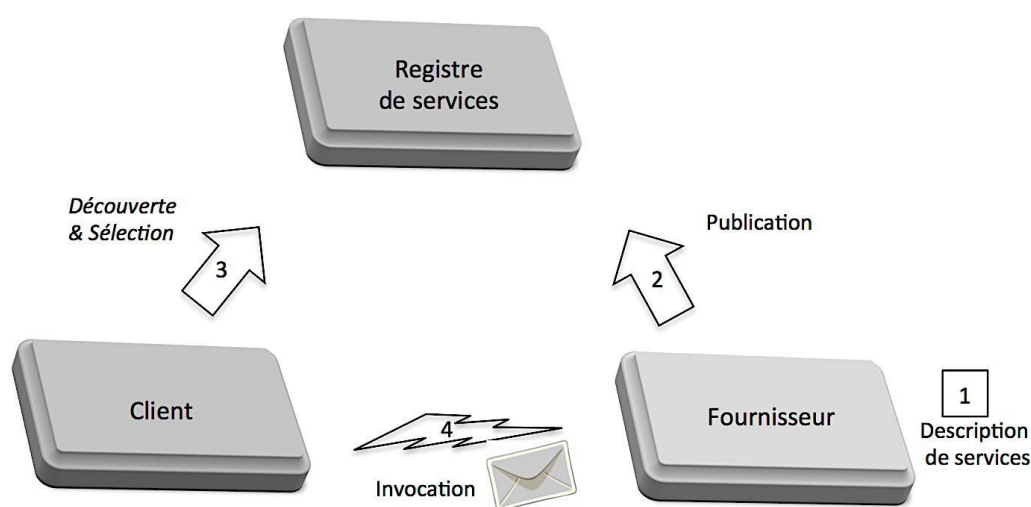 Registre
de services
Découverte
& Sélection
3
Publication
2
Client
4
Invocation
Fournisseur
1
Description
de services